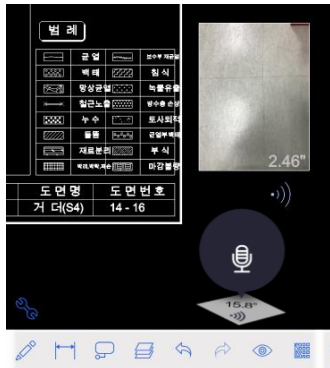 범 례
균 열 보수부 재균열
백 태 침 식
망상균열 녹물유출
철근노출 방수층 손상
누 수 토사퇴적
들뜸 균열부백태
재료분리 부 식
박리,박락,파손 마감불량
도면명 도면번호
거 더(S4) 14 - 16
2.46"
15.8"